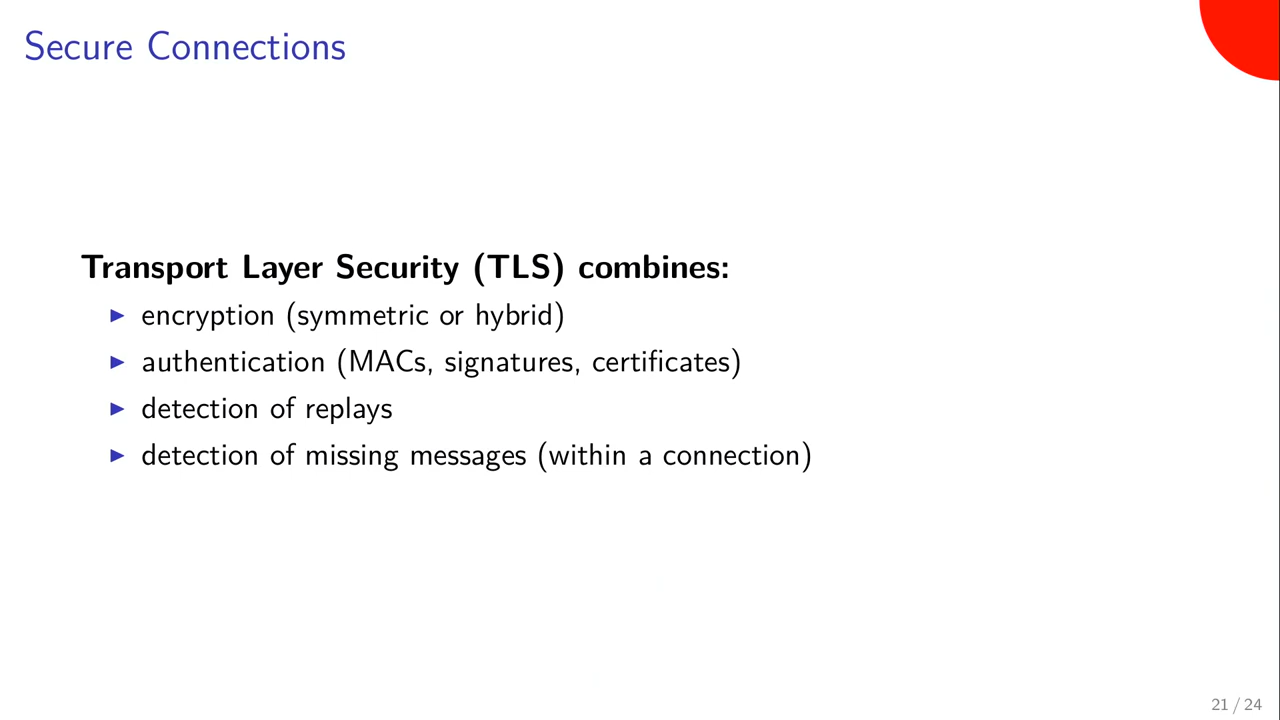 Secure Connections
Transport Layer Security (TLS) combines:
encryption (symmetric or hybrid)
authentication (MACs, signatures, certificates)
detection of replays
detection of missing messages (within a connection)
21 / 24